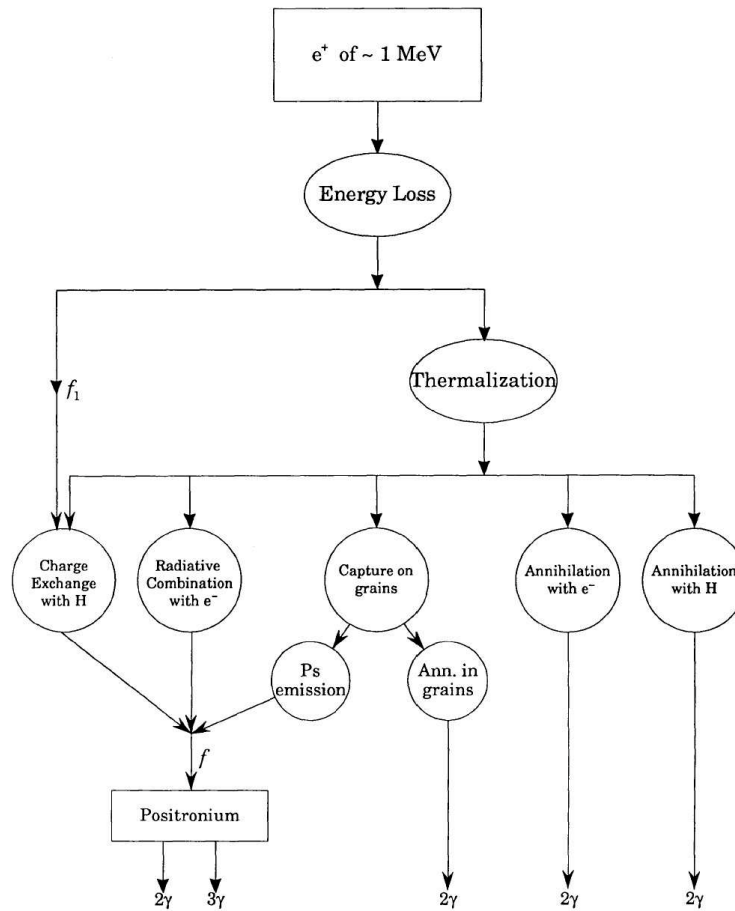 e⁺ of ~ 1 MeV
Energy Loss
f₁
Thermalization
Charge
Exchange
with H
Radiative
Combination
with e⁻
Capture on
grains
Annihilation
with e⁻
Annihilation
with H
Ps
emission
Ann. in
grains
f
Positronium
2γ
3γ
2γ
2γ
2γ